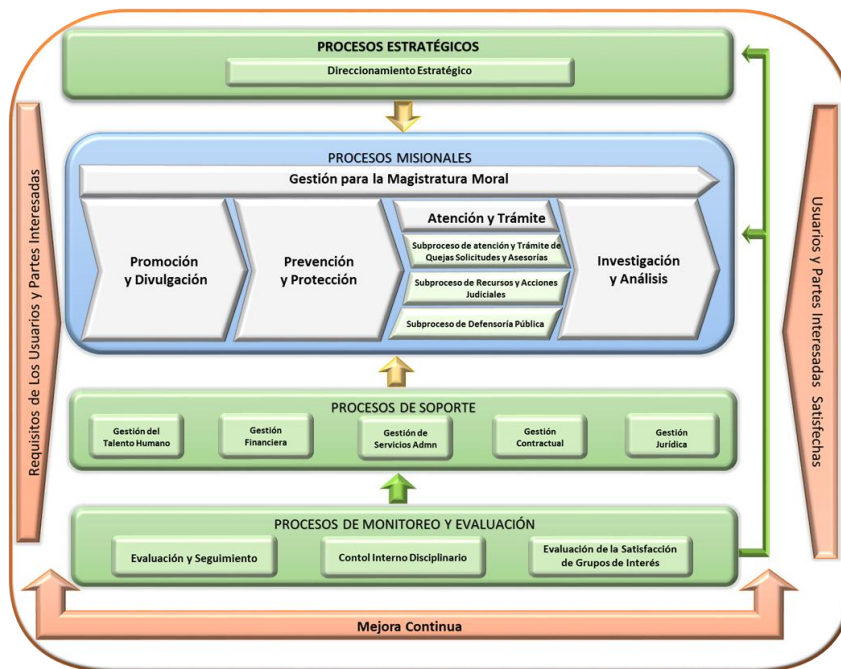 PROCESOS ESTRATÉGICOS
Direccionamiento Estratégico
Requisitos de Los Usuarios y Partes Interesadas
PROCESOS MISIONALES
Gestión para la Magistratura Moral
Promoción
y Divulgación
Prevención
y Protección
Atención y Trámite
Subproceso de atención y Trámite de
Quejas Solicitudes y Asesorías
Subproceso de Recursos y Acciones
Judiciales
Subproceso de Defensoría Pública
Investigación
y Análisis
Usuarios y Partes Interesadas Satisfechas
PROCESOS DE SOPORTE
Gestión del
Talento Humano
Gestión
Financiera
Gestión de
Servicios Admn
Gestión
Contractual
Gestión
Jurídica
PROCESOS DE MONITOREO Y EVALUACIÓN
Evaluación y Seguimiento
Contol Interno Disciplinario
Evaluación de la Satisfacción
de Grupos de Interés
Mejora Continua